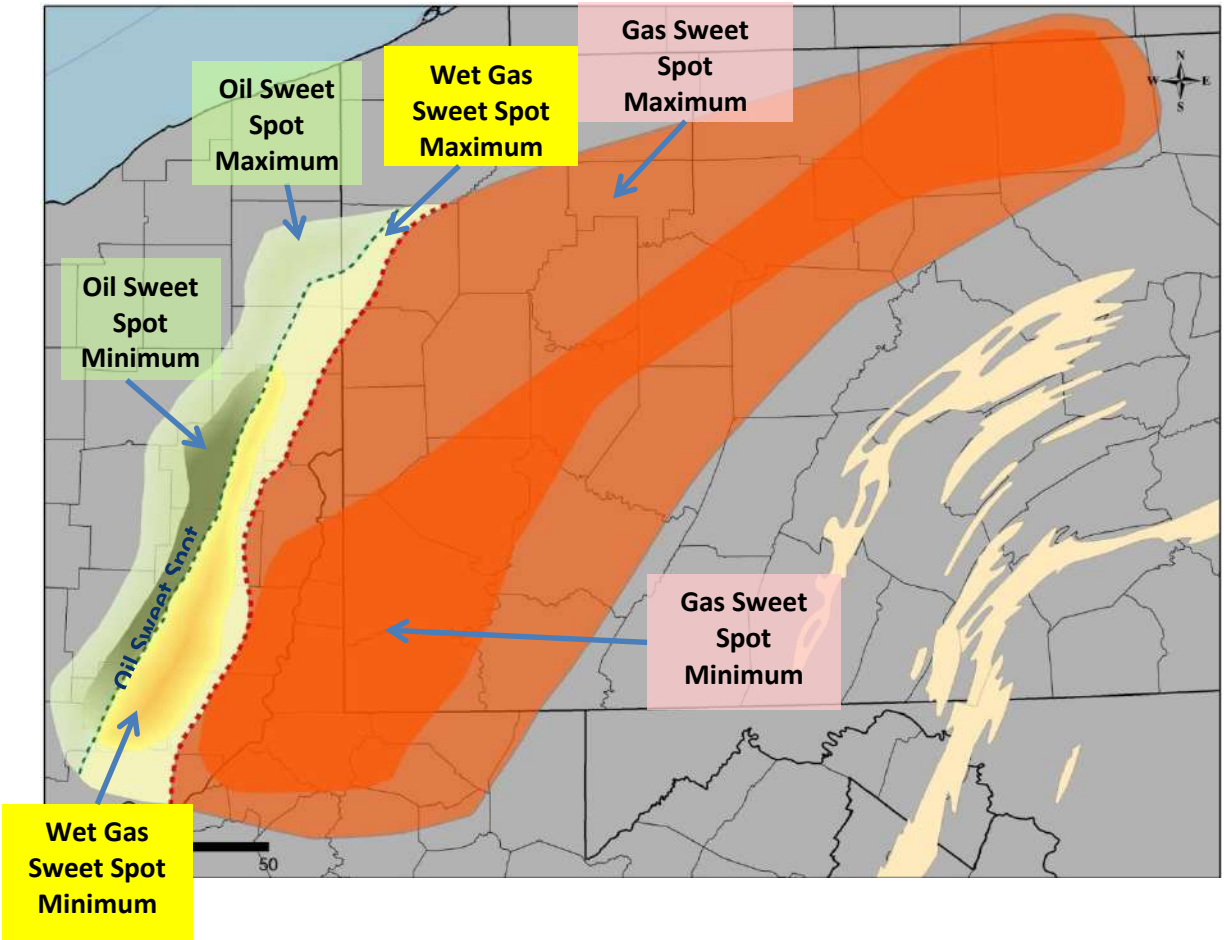 Gas Sweet
Spot
Maximum
Wet Gas
Sweet Spot
Maximum
Oil Sweet
Spot
Maximum
N
W E
S
Oil Sweet
Spot
Minimum
Oil Sweet Spot
Gas Sweet
Spot
Minimum
Wet Gas
Sweet Spot
Minimum
50